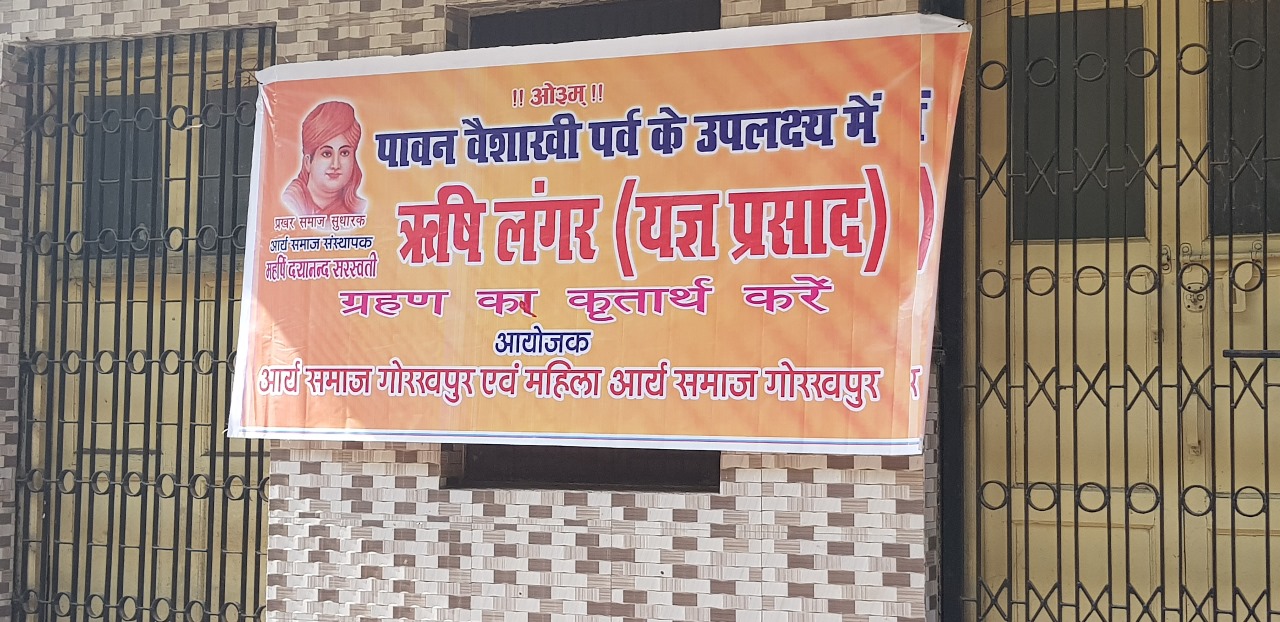 !! ओ३म् !!
पावन वैशाखी पर्व के उपलक्ष्य में
ऋषि लंगर (यज्ञ प्रसाद)
ग्रहण कर कृतार्थ करें
आयोजक
आर्य समाज गोरखपुर एवं महिला आर्य समाज गोरखपुर
प्रखर समाज सुधारक
आर्य समाज संस्थापक
महर्षि दयानन्द सरस्वती